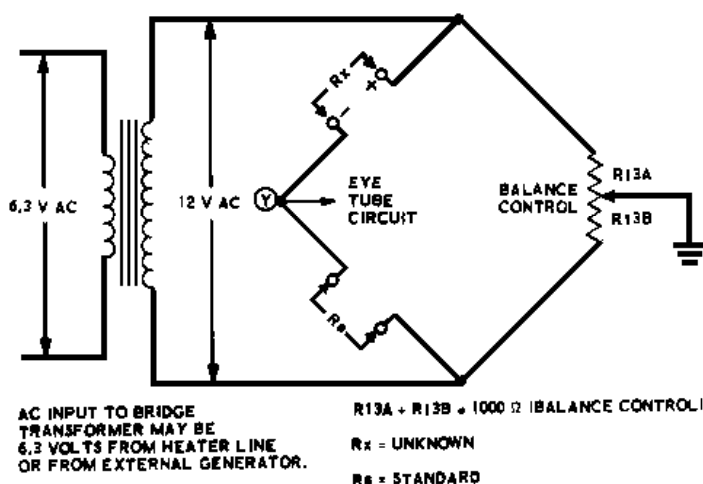 6.3 V AC
12 V AC
Rx
+
-
Y
EYE
TUBE
CIRCUIT
BALANCE
CONTROL
R13A
R13B
Rs
AC INPUT TO BRIDGE
TRANSFORMER MAY BE
6.3 VOLTS FROM HEATER LINE
OR FROM EXTERNAL GENERATOR.
R13A + R13B = 1000 Ω (BALANCE CONTROL)
Rx = UNKNOWN
Rs = STANDARD